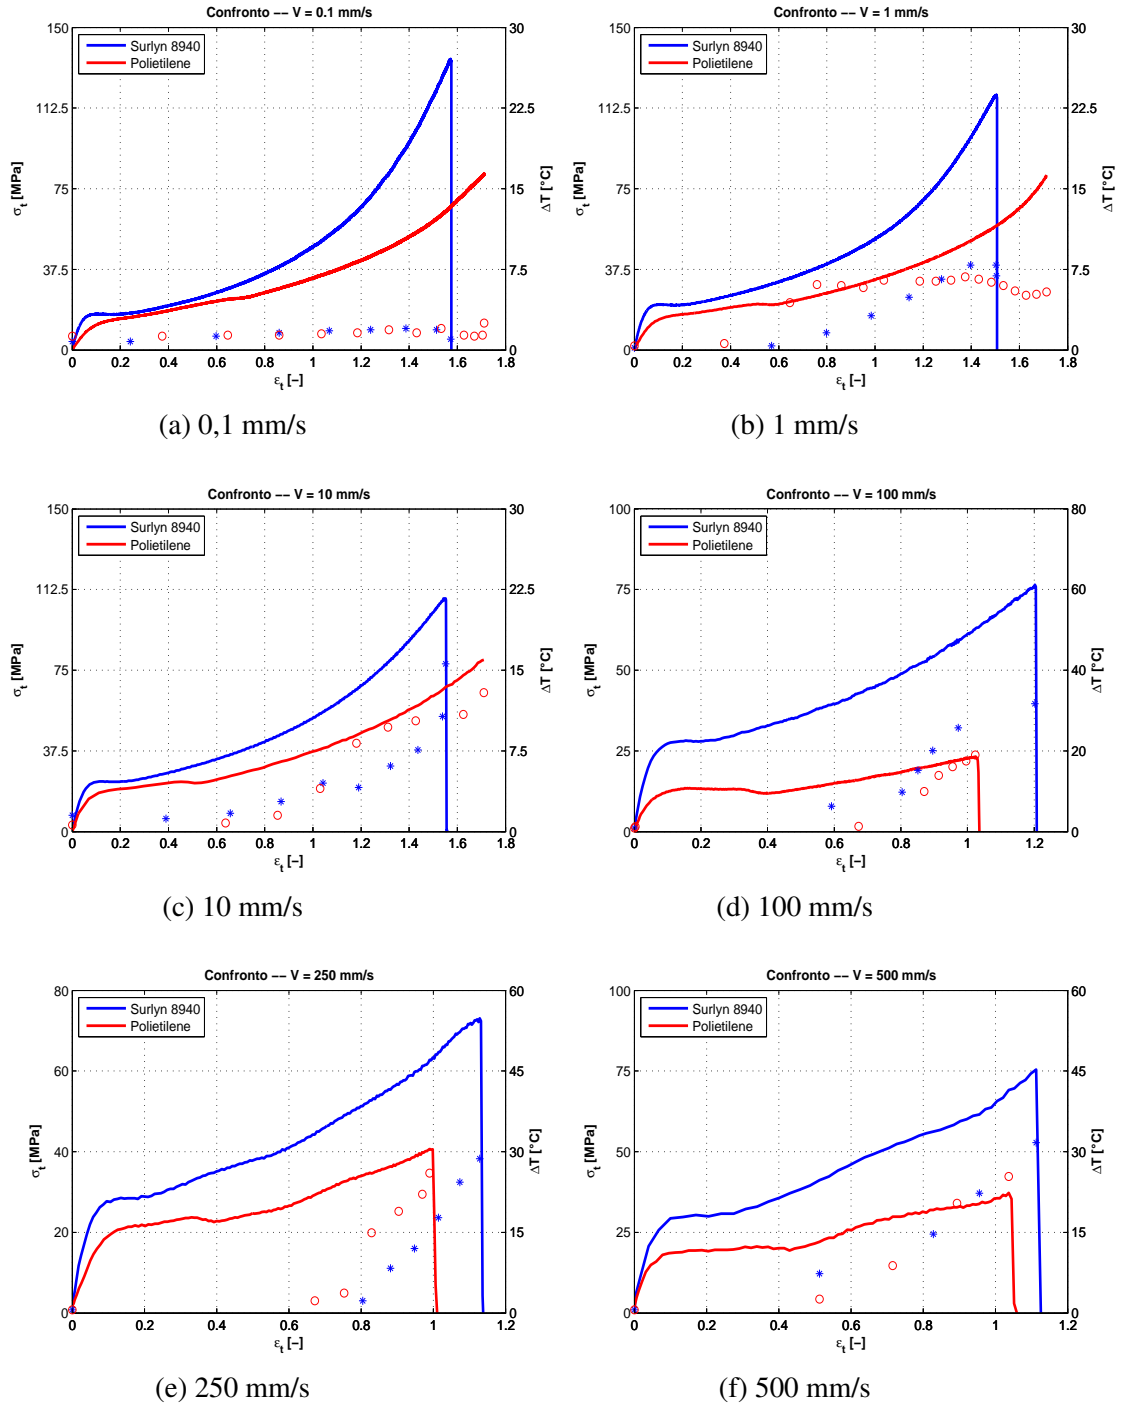 Confronto −− V = 0.1 mm/s
Surlyn 8940
Polietilene
150
112.5
75
37.5
0
30
22.5
15
7.5
0
σt [MPa]
ΔT [°C]
0 0.2 0.4 0.6 0.8 1 1.2 1.4 1.6 1.8
εt [−]
(a) 0,1 mm/s
Confronto −− V = 1 mm/s
Surlyn 8940
Polietilene
150
112.5
75
37.5
0
30
22.5
15
7.5
0
σt [MPa]
ΔT [°C]
0 0.2 0.4 0.6 0.8 1 1.2 1.4 1.6 1.8
εt [−]
(b) 1 mm/s
Confronto −− V = 10 mm/s
Surlyn 8940
Polietilene
150
112.5
75
37.5
0
30
22.5
15
7.5
0
σt [MPa]
ΔT [°C]
0 0.2 0.4 0.6 0.8 1 1.2 1.4 1.6 1.8
εt [−]
(c) 10 mm/s
Confronto −− V = 100 mm/s
Surlyn 8940
Polietilene
100
75
50
25
0
80
60
40
20
0
σt [MPa]
ΔT [°C]
0 0.2 0.4 0.6 0.8 1 1.2
εt [−]
(d) 100 mm/s
Confronto −− V = 250 mm/s
Surlyn 8940
Polietilene
80
60
40
20
0
60
45
30
15
0
σt [MPa]
ΔT [°C]
0 0.2 0.4 0.6 0.8 1 1.2
εt [−]
(e) 250 mm/s
Confronto −− V = 500 mm/s
Surlyn 8940
Polietilene
100
75
50
25
0
60
45
30
15
0
σt [MPa]
ΔT [°C]
0 0.2 0.4 0.6 0.8 1 1.2
εt [−]
(f) 500 mm/s